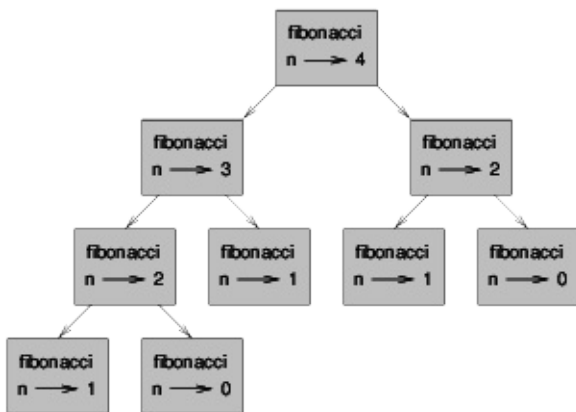 fibonacci
n → 4
fibonacci
n → 3
fibonacci
n → 2
fibonacci
n → 2
fibonacci
n → 1
fibonacci
n → 1
fibonacci
n → 0
fibonacci
n → 1
fibonacci
n → 0